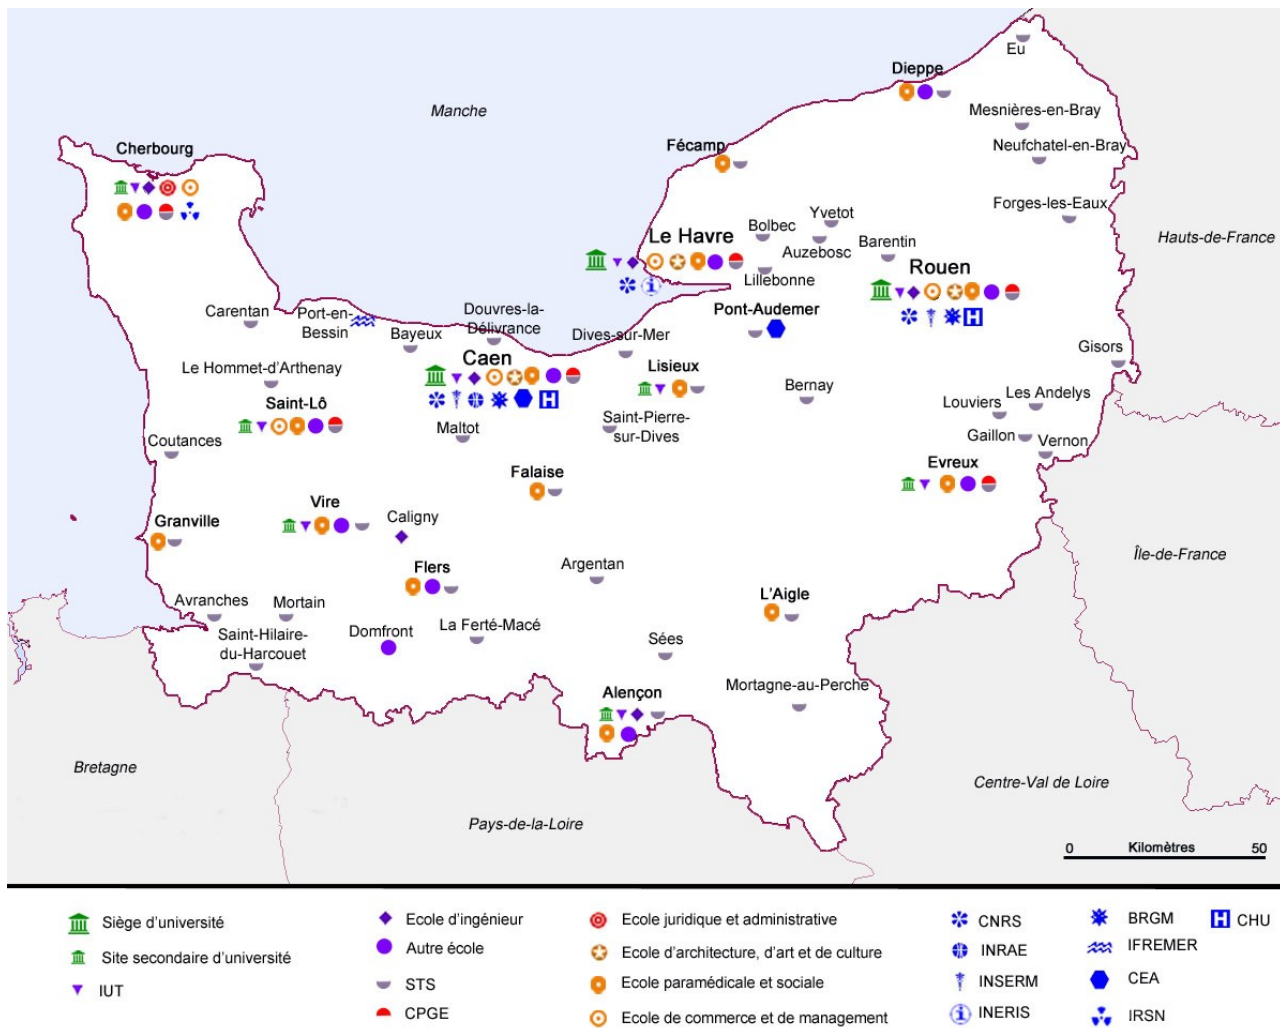 Eu
Dieppe
Manche
Mesnières-en-Bray
Cherbourg
Fécamp
Neufchatel-en-Bray
Forges-les-Eaux
Yvetot
Bolbec
Le Havre
Auzebosc
Barentin
Hauts-de-France
Rouen
Lillebonne
Carentan
Port-en-
Bessin
Douvres-la-
Délivrance
Pont-Audemer
Bayeux
Dives-sur-Mer
Gisors
Caen
Le Hommet-d'Arthenay
Lisieux
Bernay
Les Andelys
Saint-Lô
Louviers
Saint-Pierre-
sur-Dives
Maltot
Coutances
Gaillon
Vernon
Evreux
Falaise
Vire
Caligny
Granville
Île-de-France
Flers
Argentan
L'Aigle
Avranches
Mortain
La Ferté-Macé
Domfront
Saint-Hilaire-
du-Harcouet
Sées
Alençon
Mortagne-au-Perche
Bretagne
Centre-Val de Loire
Pays-de-la-Loire
0 Kilomètres 50
Siège d'université
Site secondaire d'université
IUT
Ecole d'ingénieur
Autre école
STS
CPGE
Ecole juridique et administrative
Ecole d'architecture, d'art et de culture
Ecole paramédicale et sociale
Ecole de commerce et de management
CNRS
INRAE
INSERM
INERIS
BRGM
IFREMER
CEA
IRSN
H CHU